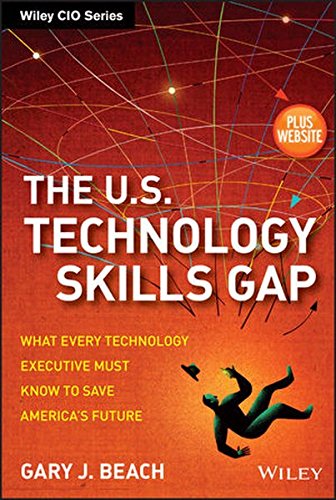 Wiley CIO Series
PLUS
WEBSITE
THE U.S.
TECHNOLOGY
SKILLS GAP
WHAT EVERY TECHNOLOGY
EXECUTIVE MUST
KNOW TO SAVE
AMERICA'S FUTURE
GARY J. BEACH
WILEY